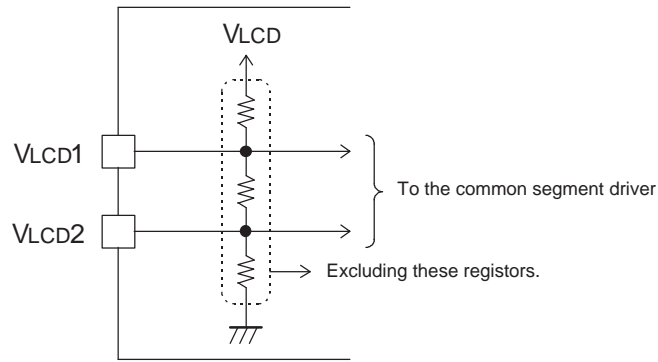 VLCD
VLCD1
To the common segment driver
VLCD2
Excluding these registors.